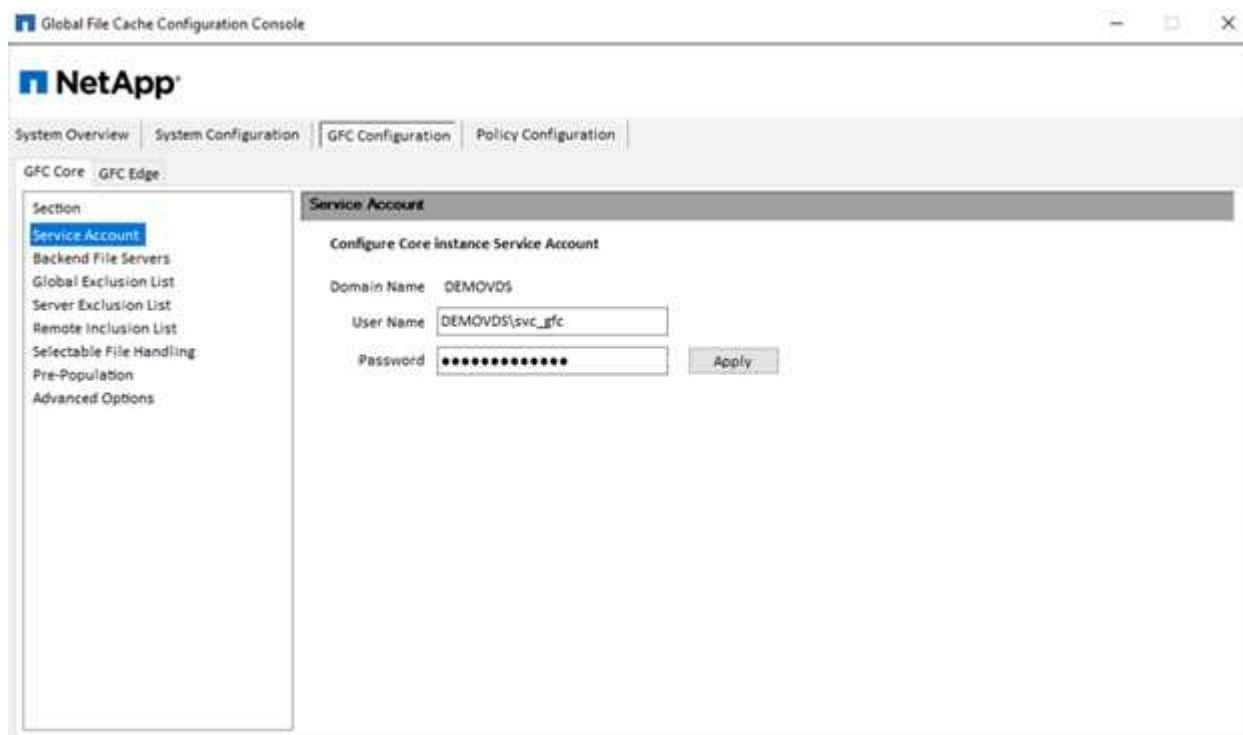 Global File Cache Configuration Console
NetApp
System Overview System Configuration GFC Configuration Policy Configuration
GFC Core GFC Edge
Section
Service Account
Backend File Servers
Global Exclusion List
Server Exclusion List
Remote Inclusion List
Selectable File Handling
Pre-Population
Advanced Options
Service Account
Configure Core instance Service Account
Domain Name DEMOVDS
User Name DEMOVDS\svc_gfc
Password ●●●●●●●●●●●●● Apply